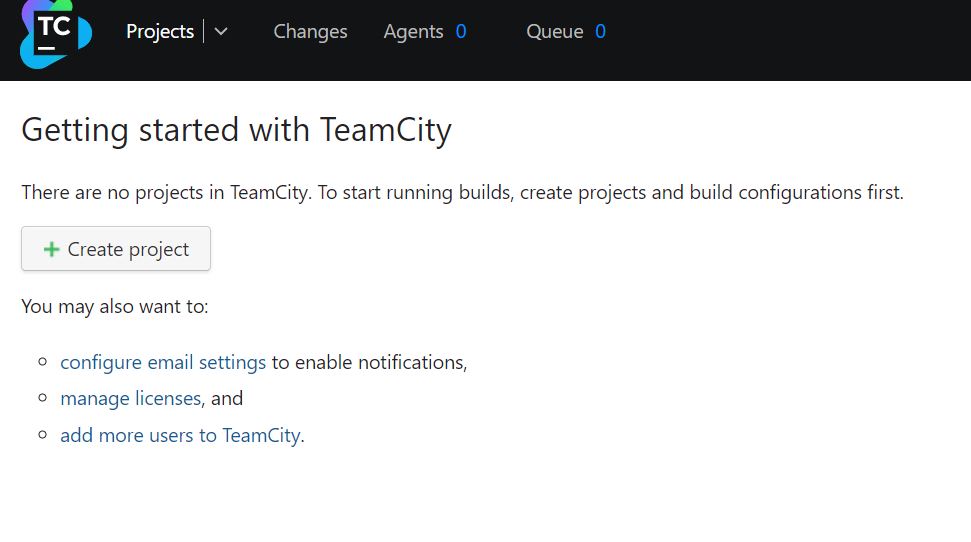 TC
Projects
Changes
Agents 0
Queue 0
Getting started with TeamCity
There are no projects in TeamCity. To start running builds, create projects and build configurations first.
+ Create project
You may also want to:
configure email settings to enable notifications,
manage licenses, and
add more users to TeamCity.